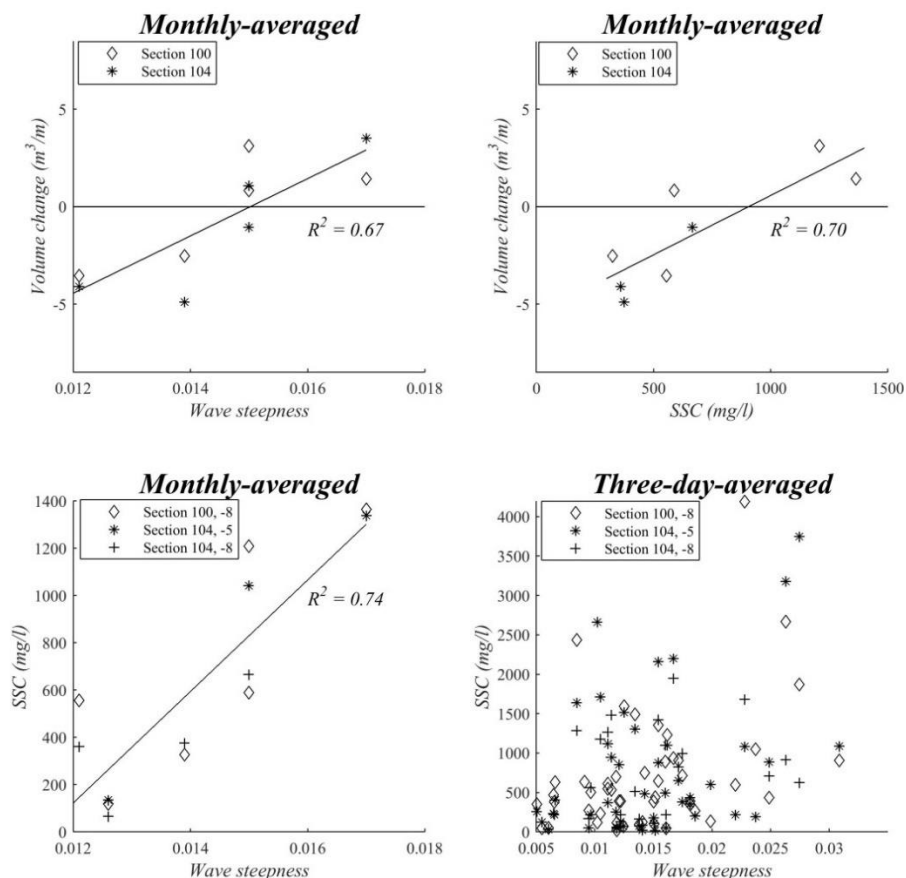 Monthly-averaged
Section 100
Section 104
5
0
-5
Volume change (m³/m)
R² = 0.67
0.012 0.014 0.016 0.018
Wave steepness
Monthly-averaged
Section 100
Section 104
5
0
-5
Volume change (m³/m)
R² = 0.70
0 500 1000 1500
SSC (mg/l)
Monthly-averaged
Section 100, -8
Section 104, -5
Section 104, -8
1400
1200
1000
800
600
400
200
0
SSC (mg/l)
R² = 0.74
0.012 0.014 0.016 0.018
Wave steepness
Three-day-averaged
Section 100, -8
Section 104, -5
Section 104, -8
4000
3500
3000
2500
2000
1500
1000
500
0
SSC (mg/l)
0.005 0.01 0.015 0.02 0.025 0.03
Wave steepness